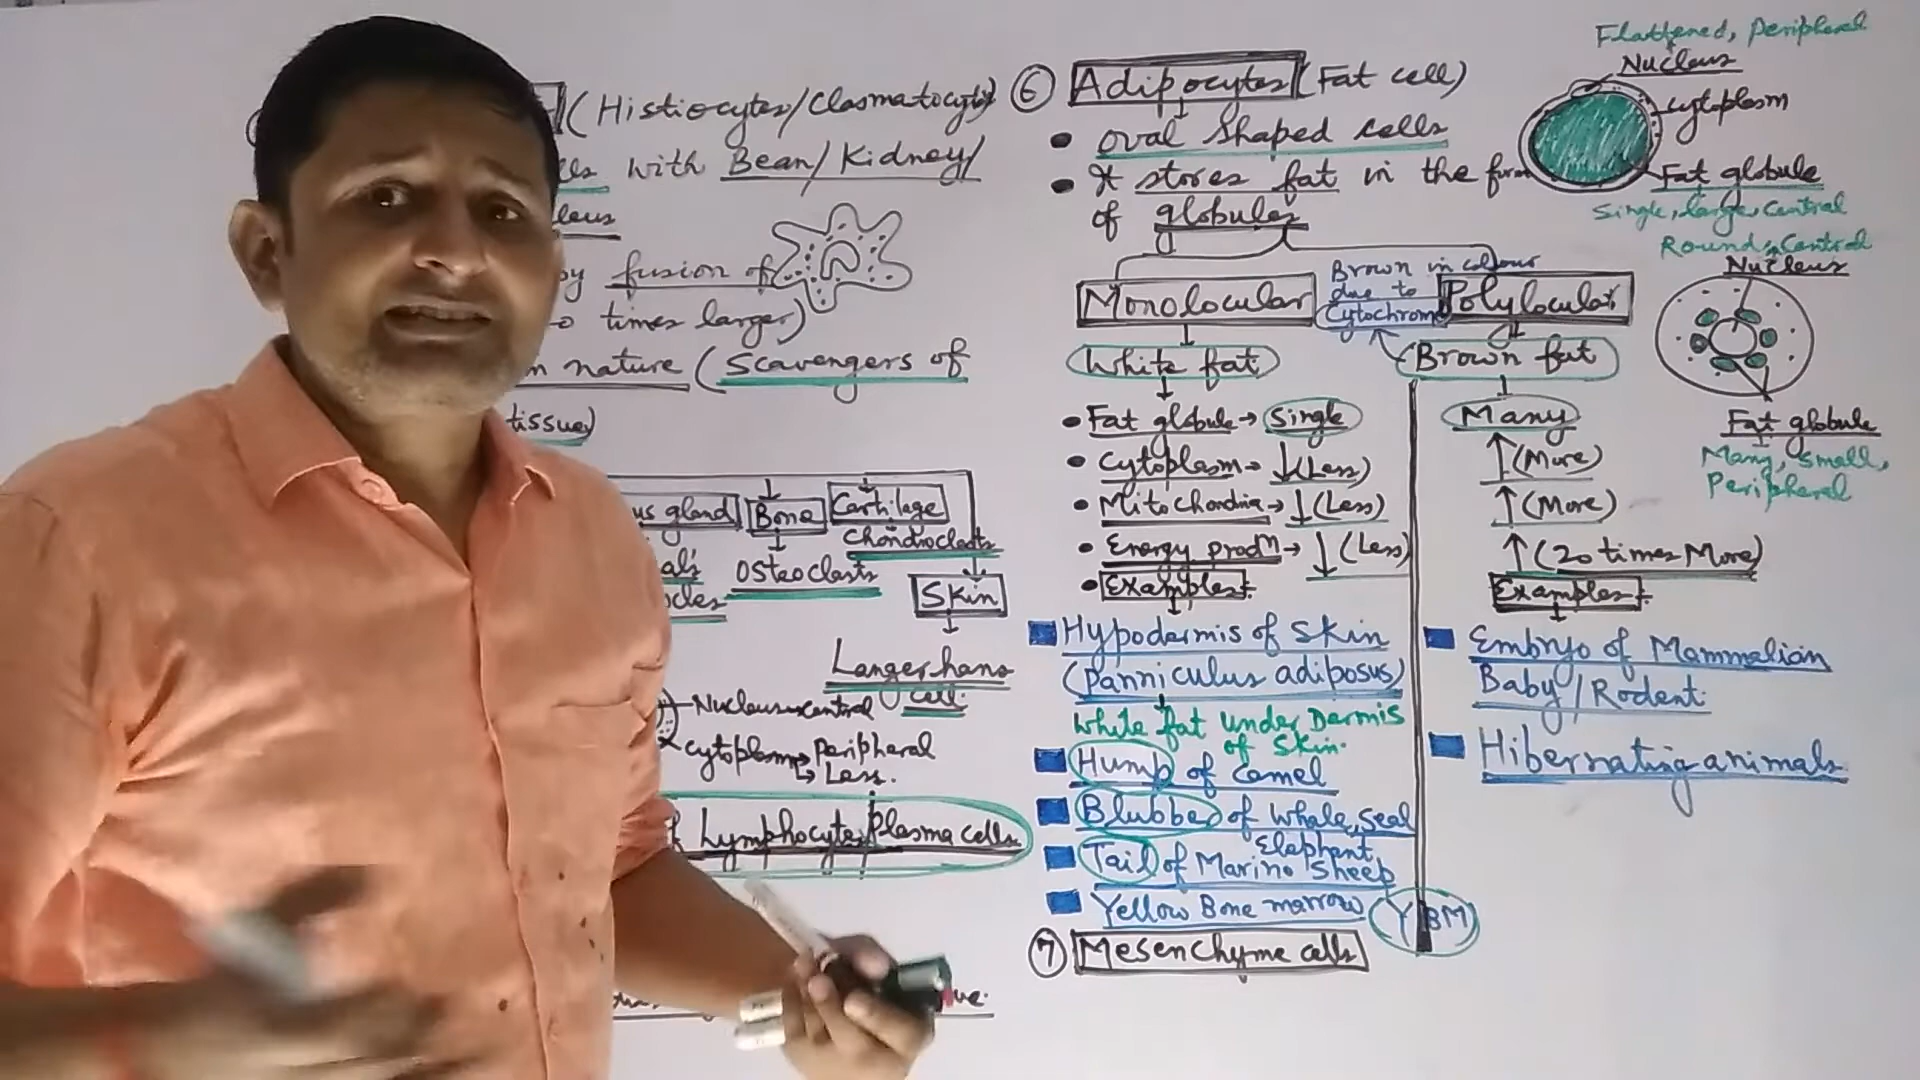 (Histiocytes/Clasmatocytes)
with Bean/Kidney/
by fusion of
times larger)
in nature (Scavengers of
tissue)
us gland
Bone
Cartilage
Chondroclasts
Osteoclasts
Skin
Langerhans
cell
Nucleus central
cytoplasm → Peripheral
↳ Less.
Lymphocytes Plasma cells
⑥ Adipocytes (Fat cell)
• oval shaped cells
• It stores fat in the form
of globules
Monolocular
Brown in colour
due to
Cytochrome
Polylocular
White fat
Brown fat
• Fat globule → Single
Many
• Cytoplasm → ↓ (Less)
↑ (More)
• Mitochondria → ↓ (Less)
↑ (More)
• Energy prodⁿ → ↓ (Less)
↑ (20 times More)
• Examples
Examples
Hypodermis of Skin
(Panniculus adiposus)
White fat under Dermis
of Skin.
Hump of Camel
Blubber of Whale, Seal
Elephant
Tail of Marino Sheep
Yellow Bone marrow
(YBM)
⑦ Mesenchyme cells
Embryo of Mammalian
Baby/Rodent
Hibernating animals
Flattened, Peripheral
Nucleus
cytoplasm
Fat globule
Single, large, Central
Round, Central
Nucleus
Fat globule
Many, Small,
Peripheral